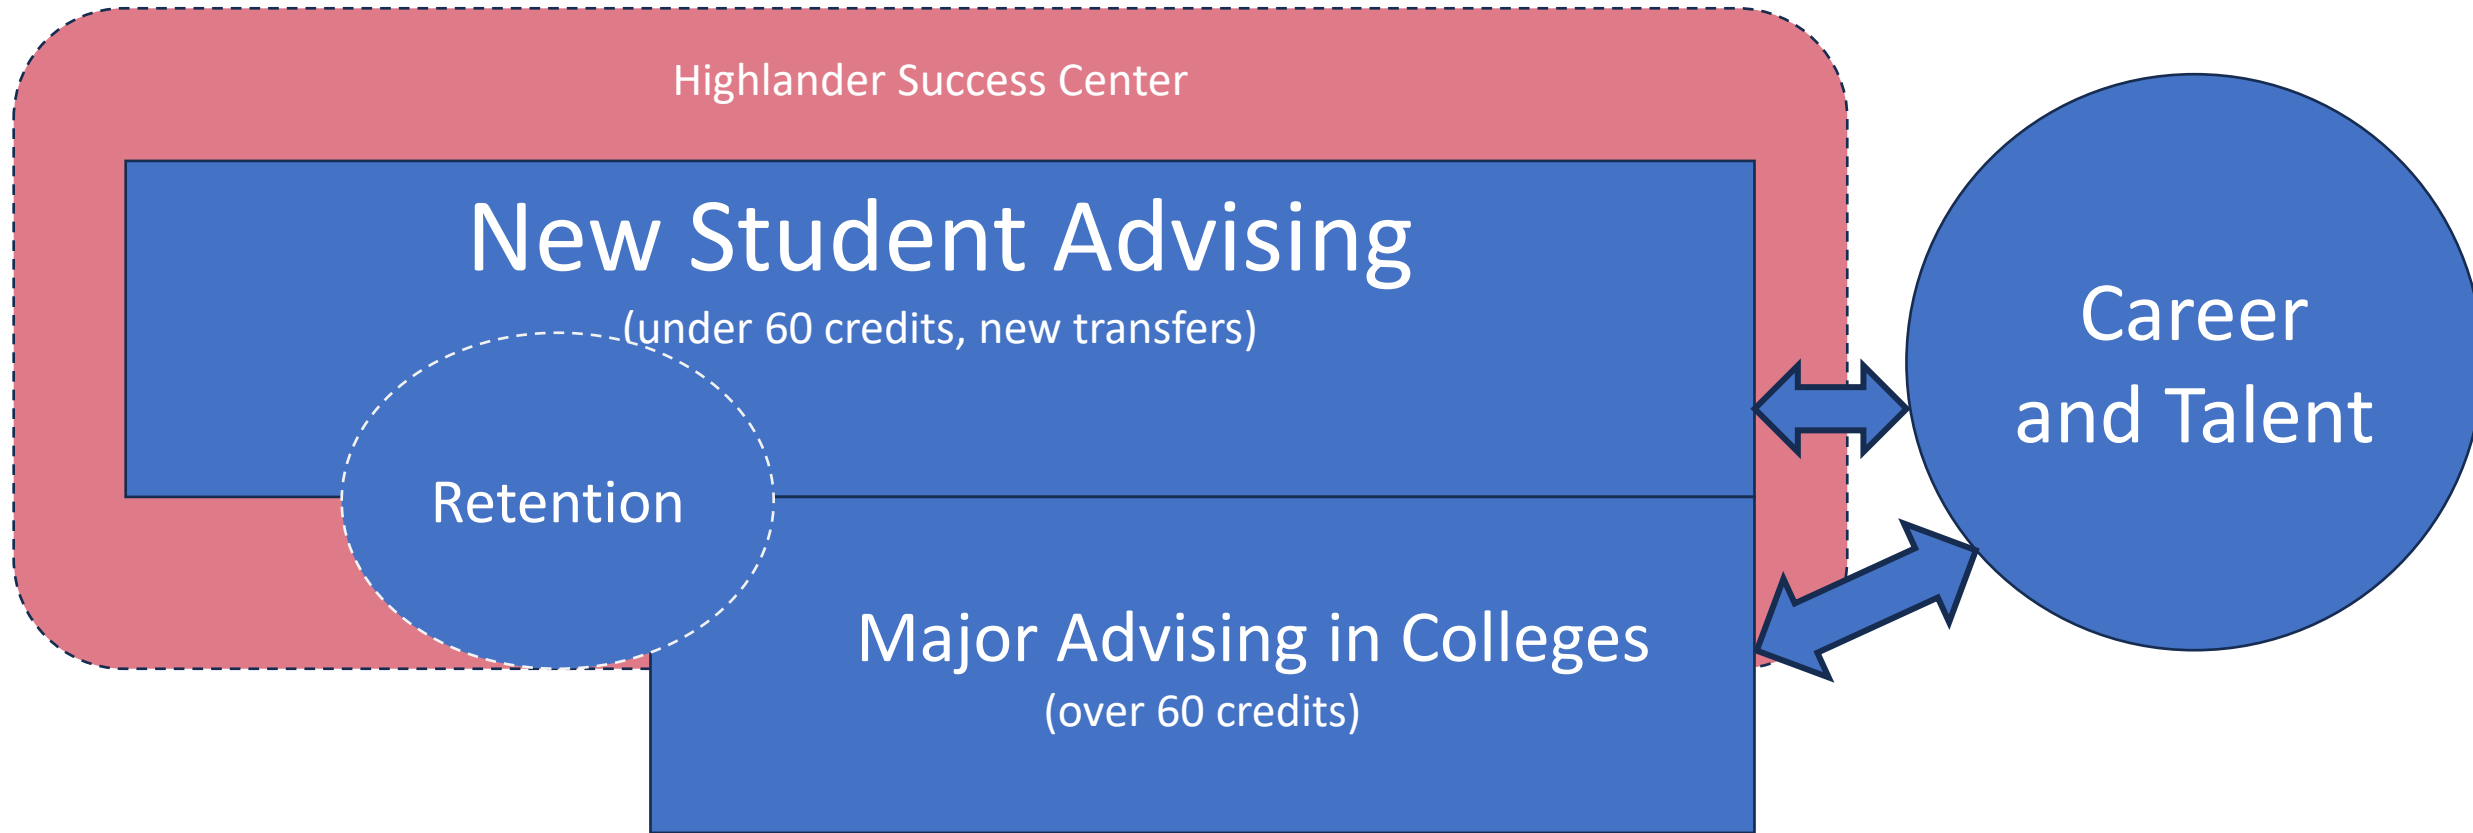 Highlander Success Center
New Student Advising
(under 60 credits, new transfers)
Retention
Major Advising in Colleges
(over 60 credits)
Career
and Talent